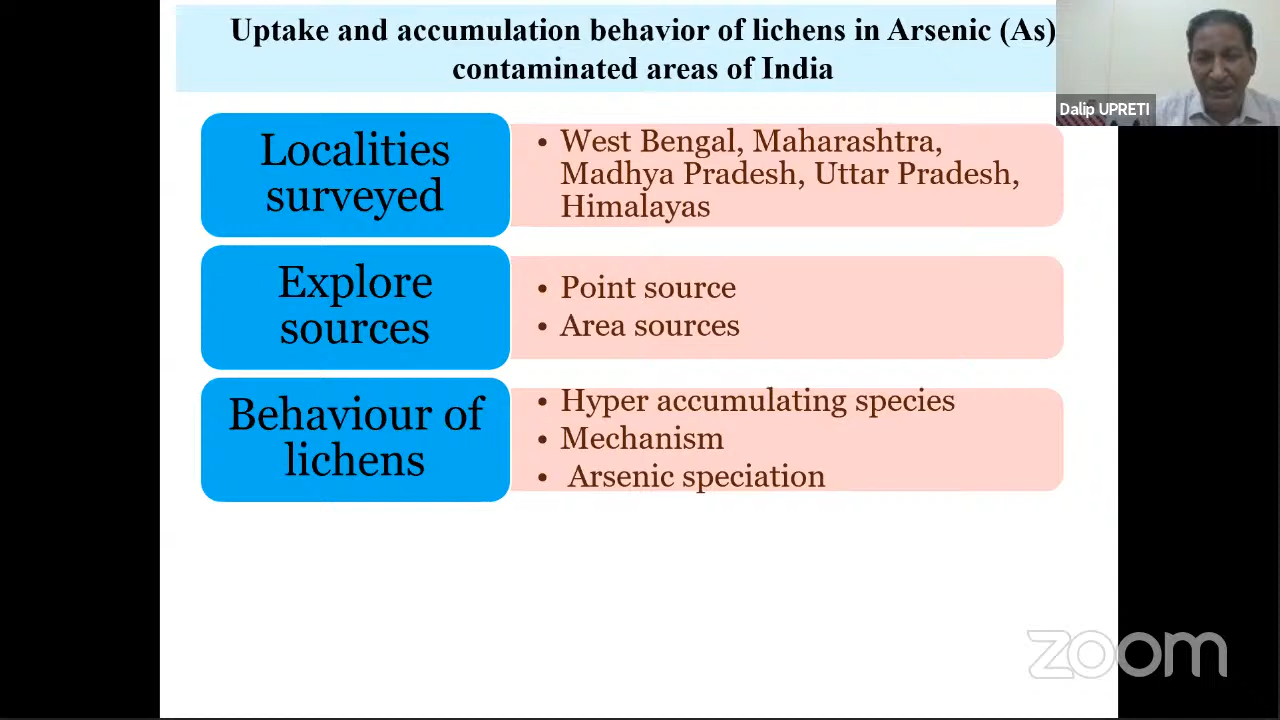 Uptake and accumulation behavior of lichens in Arsenic (As)
contaminated areas of India
Dalip UPRETI
Localities
surveyed
• West Bengal, Maharashtra,
Madhya Pradesh, Uttar Pradesh,
Himalayas
Explore
sources
• Point source
• Area sources
Behaviour of
lichens
• Hyper accumulating species
• Mechanism
• Arsenic speciation
zoom